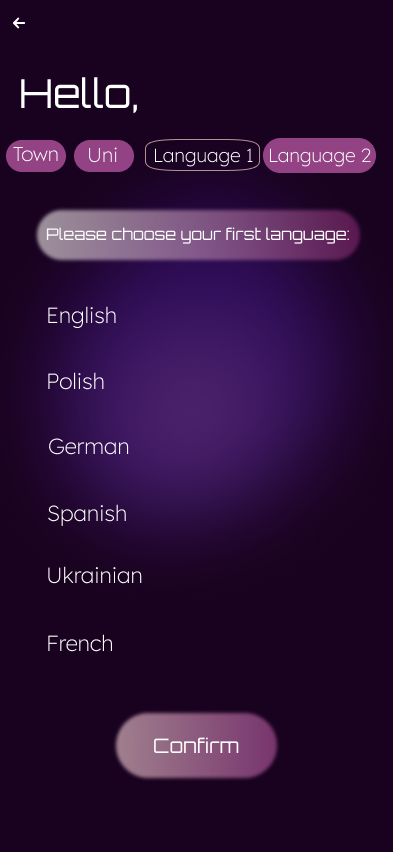 Hello,
Town Uni Language 1 Language 2
Please choose your first language:
English
Polish
German
Spanish
Ukrainian
French
Confirm